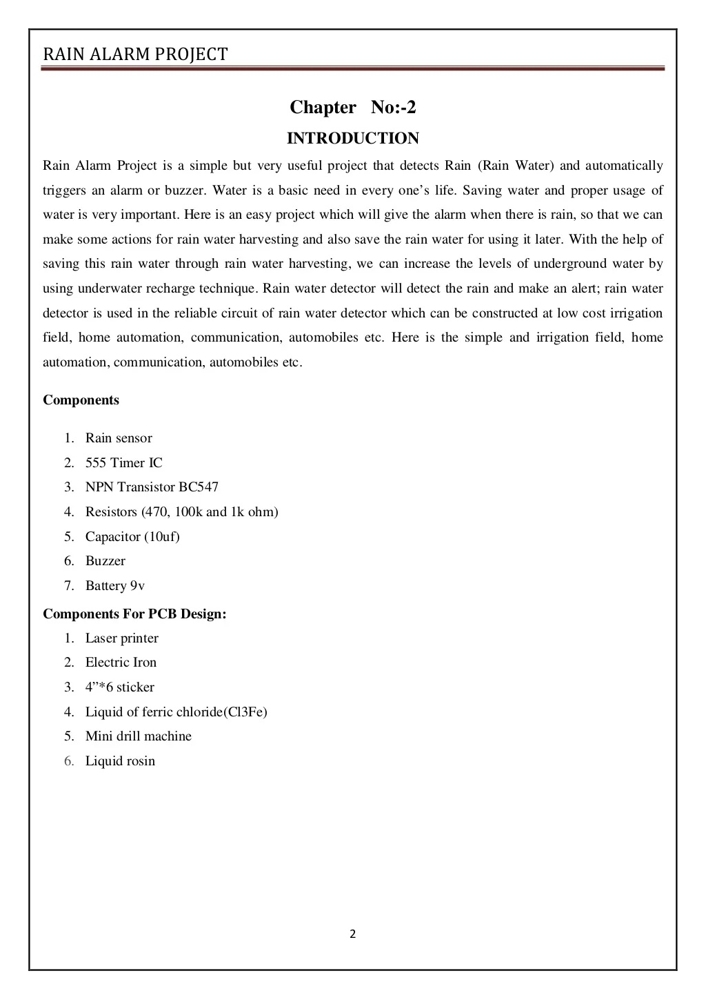 RAIN ALARM PROJECT
Chapter No:-2
INTRODUCTION
Rain Alarm Project is a simple but very useful project that detects Rain (Rain Water) and automatically
triggers an alarm or buzzer. Water is a basic need in every one’s life. Saving water and proper usage of
water is very important. Here is an easy project which will give the alarm when there is rain, so that we can
make some actions for rain water harvesting and also save the rain water for using it later. With the help of
saving this rain water through rain water harvesting, we can increase the levels of underground water by
using underwater recharge technique. Rain water detector will detect the rain and make an alert; rain water
detector is used in the reliable circuit of rain water detector which can be constructed at low cost irrigation
field, home automation, communication, automobiles etc. Here is the simple and irrigation field, home
automation, communication, automobiles etc.
Components
1. Rain sensor
2. 555 Timer IC
3. NPN Transistor BC547
4. Resistors (470, 100k and 1k ohm)
5. Capacitor (10uf)
6. Buzzer
7. Battery 9v
Components For PCB Design:
1. Laser printer
2. Electric Iron
3. 4”*6 sticker
4. Liquid of ferric chloride(Cl3Fe)
5. Mini drill machine
6. Liquid rosin
2